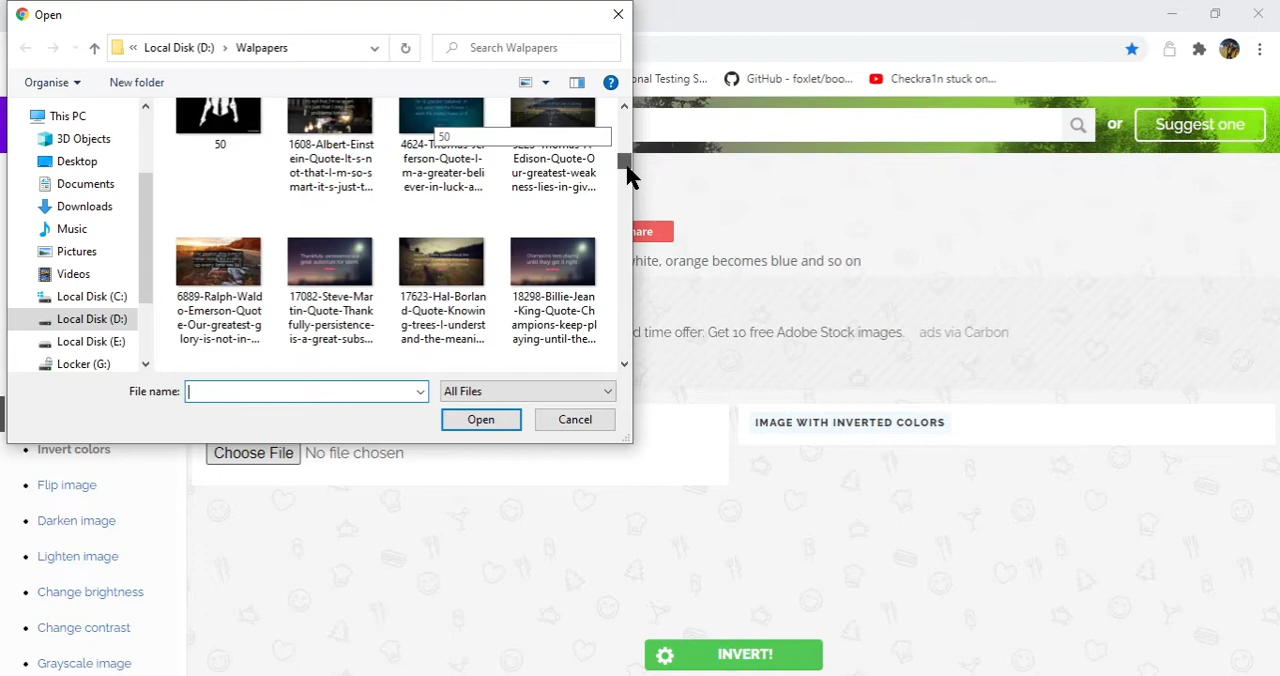 Open
Local Disk (D:) Walpapers
Search Walpapers
Organise
New folder
This PC
3D Objects
Desktop
Documents
Downloads
Music
Pictures
Videos
Local Disk (C:)
Local Disk (D:)
Local Disk (E:)
Locker (G:)
50
50
1608-Albert-Einst
ein-Quote-It-s-n
ot-that-I-m-so-s
mart-it-s-just-t...
4624-Thomas-Je
fferson-Quote-I-
m-a-greater-beli
ever-in-luck-a...
Edison-Quote-O
ur-greatest-weak
ness-lies-in-giv...
6889-Ralph-Wald
o-Emerson-Quot
e-Our-greatest-g
lory-is-not-in-...
17082-Steve-Mar
tin-Quote-Thank
fully-persistence-
is-a-great-subs...
17623-Hal-Borlan
d-Quote-Knowin
g-trees-I-underst
and-the-meani...
18298-Billie-Jean
-King-Quote-Ch
ampions-keep-pl
aying-until-the...
File name:
All Files
Open
Cancel
onal Testing S...
GitHub - foxlet/boo...
Checkra1n stuck on...
or
Suggest one
hare
white, orange becomes blue and so on
d time offer: Get 10 free Adobe Stock images.
ads via Carbon
IMAGE WITH INVERTED COLORS
Choose File No file chosen
Invert colors
Flip image
Darken image
Lighten image
Change brightness
Change contrast
Grayscale image
INVERT!